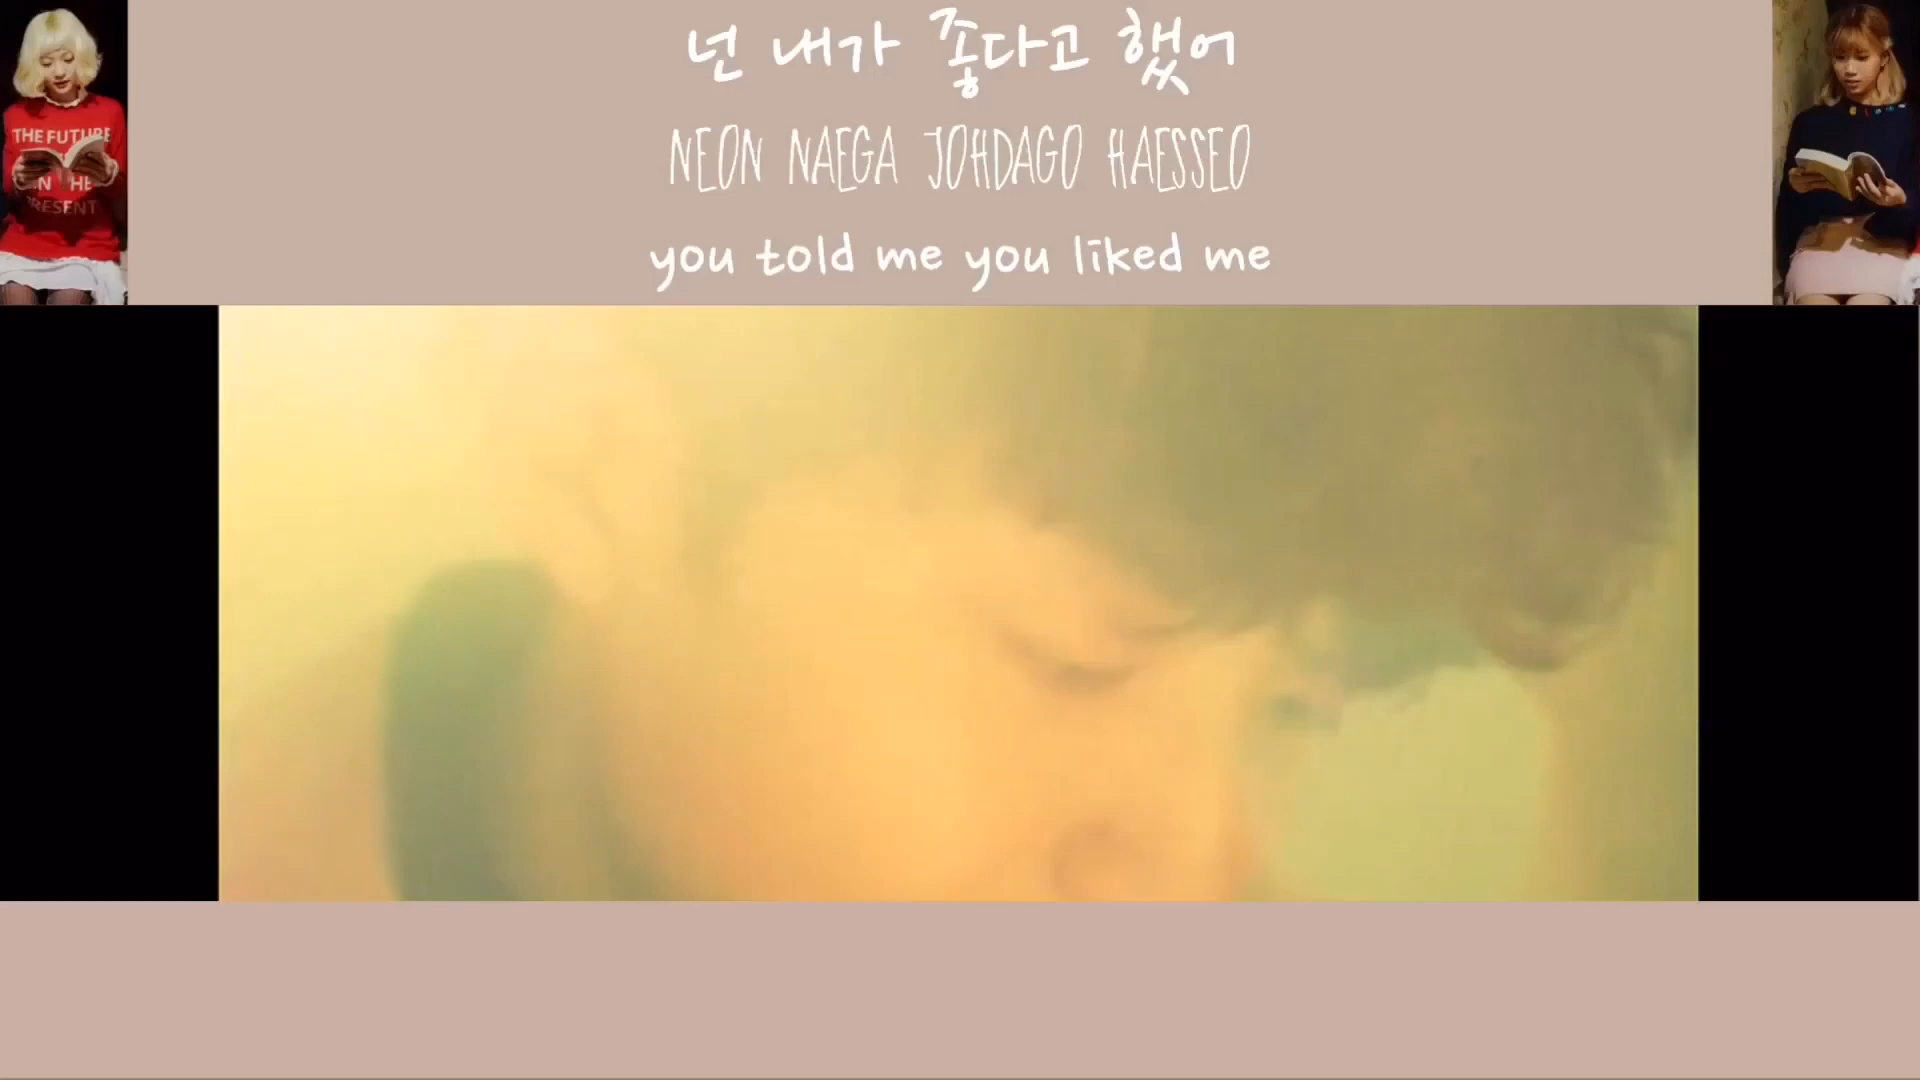 넌 내가 좋다고 했어
NEON NAEGA JOHDAGO HAESSEO
you told me you liked me
THE FUTURE
IN THE
PRESENT